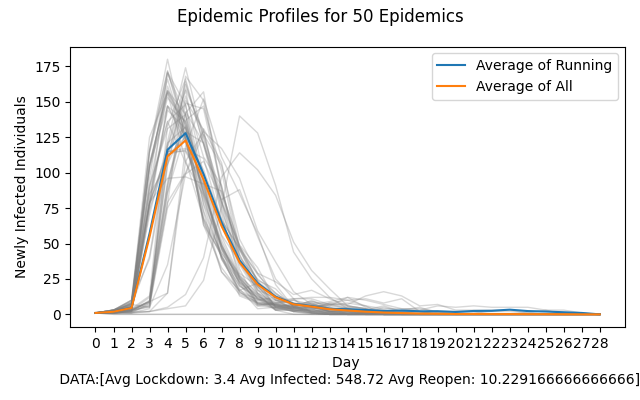 Epidemic Profiles for 50 Epidemics
Average of Running
Average of All
Newly Infected Individuals
175
150
125
100
75
50
25
0
0 1 2 3 4 5 6 7 8 9 10 11 12 13 14 15 16 17 18 19 20 21 22 23 24 25 26 27 28
Day
DATA:[Avg Lockdown: 3.4 Avg Infected: 548.72 Avg Reopen: 10.229166666666666]